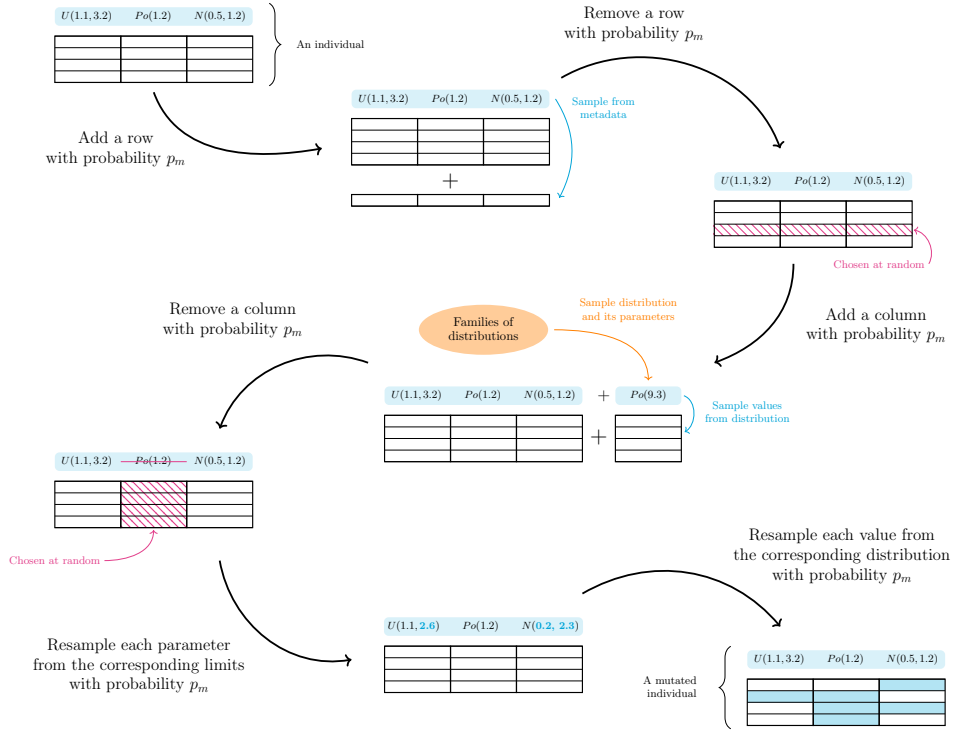 U(1.1, 3.2) Po(1.2) N(0.5, 1.2)
An individual
Add a row
with probability p_m
U(1.1, 3.2) Po(1.2) N(0.5, 1.2)
+
Sample from
metadata
Remove a row
with probability p_m
U(1.1, 3.2) Po(1.2) N(0.5, 1.2)
Chosen at random
Add a column
with probability p_m
Families of
distributions
Sample distribution
and its parameters
U(1.1, 3.2) Po(1.2) N(0.5, 1.2) + Po(9.3)
+
Sample values
from distribution
Remove a column
with probability p_m
U(1.1, 3.2) Po(1.2) N(0.5, 1.2)
Chosen at random
Resample each parameter
from the corresponding limits
with probability p_m
U(1.1, 2.6) Po(1.2) N(0.2, 2.3)
Resample each value from
the corresponding distribution
with probability p_m
U(1.1, 3.2) Po(1.2) N(0.5, 1.2)
A mutated
individual